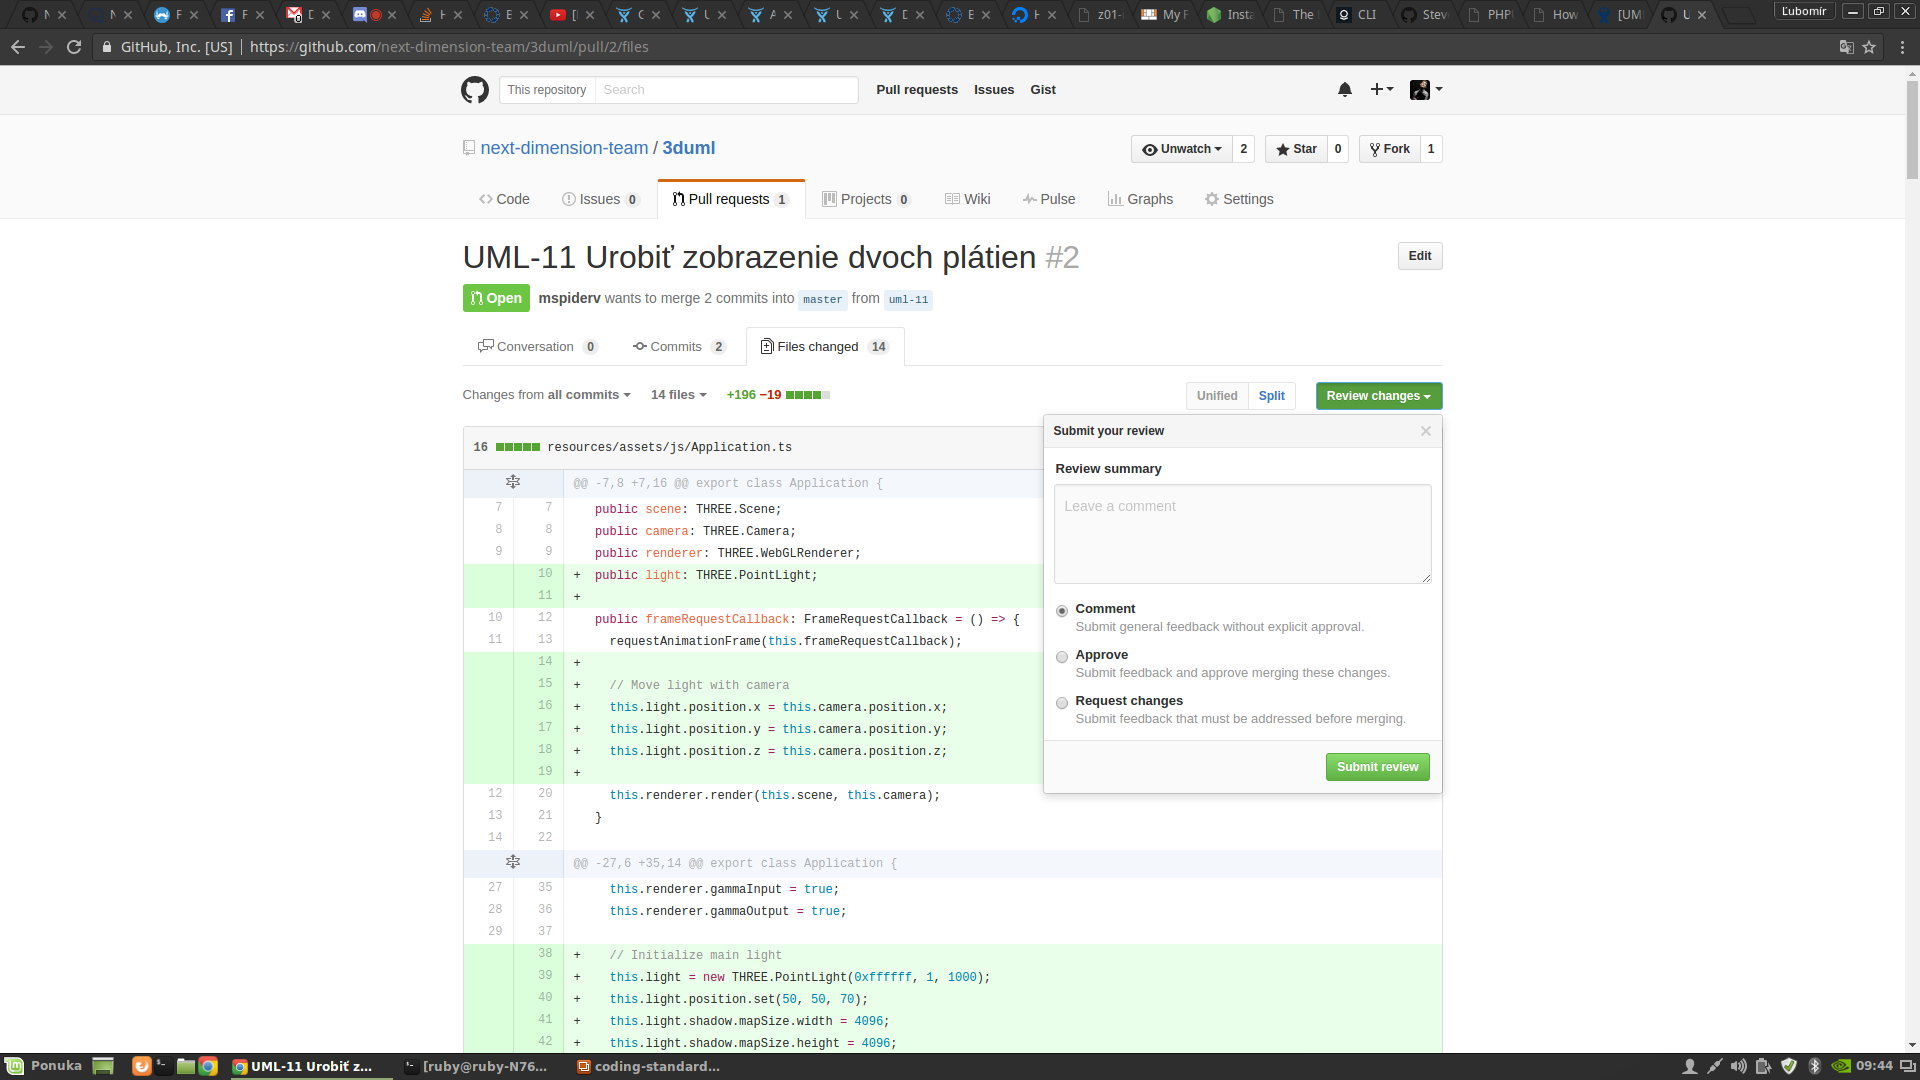 Ľubomír
GitHub, Inc. [US] | https://github.com/next-dimension-team/3duml/pull/2/files
This repository Search Pull requests Issues Gist
next-dimension-team / 3duml
Unwatch 2 Star 0 Fork 1
Code Issues 0 Pull requests 1 Projects 0 Wiki Pulse Graphs Settings
UML-11 Urobiť zobrazenie dvoch plátien #2
Edit
Open mspiderv wants to merge 2 commits into master from uml-11
Conversation 0 Commits 2 Files changed 14
Changes from all commits 14 files +196 −19 Unified Split Review changes
16 resources/assets/js/Application.ts
@@ -7,8 +7,16 @@ export class Application {
7 7 public scene: THREE.Scene;
8 8 public camera: THREE.Camera;
9 9 public renderer: THREE.WebGLRenderer;
10 + public light: THREE.PointLight;
11 +
10 12 public frameRequestCallback: FrameRequestCallback = () => {
11 13 requestAnimationFrame(this.frameRequestCallback);
14 +
15 + // Move light with camera
16 + this.light.position.x = this.camera.position.x;
17 + this.light.position.y = this.camera.position.y;
18 + this.light.position.z = this.camera.position.z;
19 +
12 20 this.renderer.render(this.scene, this.camera);
13 21 }
14 22
@@ -27,6 +35,14 @@ export class Application {
27 35 this.renderer.gammaInput = true;
28 36 this.renderer.gammaOutput = true;
29 37
38 + // Initialize main light
39 + this.light = new THREE.PointLight(0xffffff, 1, 1000);
40 + this.light.position.set(50, 50, 70);
41 + this.light.shadow.mapSize.width = 4096;
42 + this.light.shadow.mapSize.height = 4096;
Submit your review
Review summary
Leave a comment
Comment
Submit general feedback without explicit approval.
Approve
Submit feedback and approve merging these changes.
Request changes
Submit feedback that must be addressed before merging.
Submit review
Ponuka UML-11 Urobiť z... [ruby@ruby-N76... coding-standard... 09:44